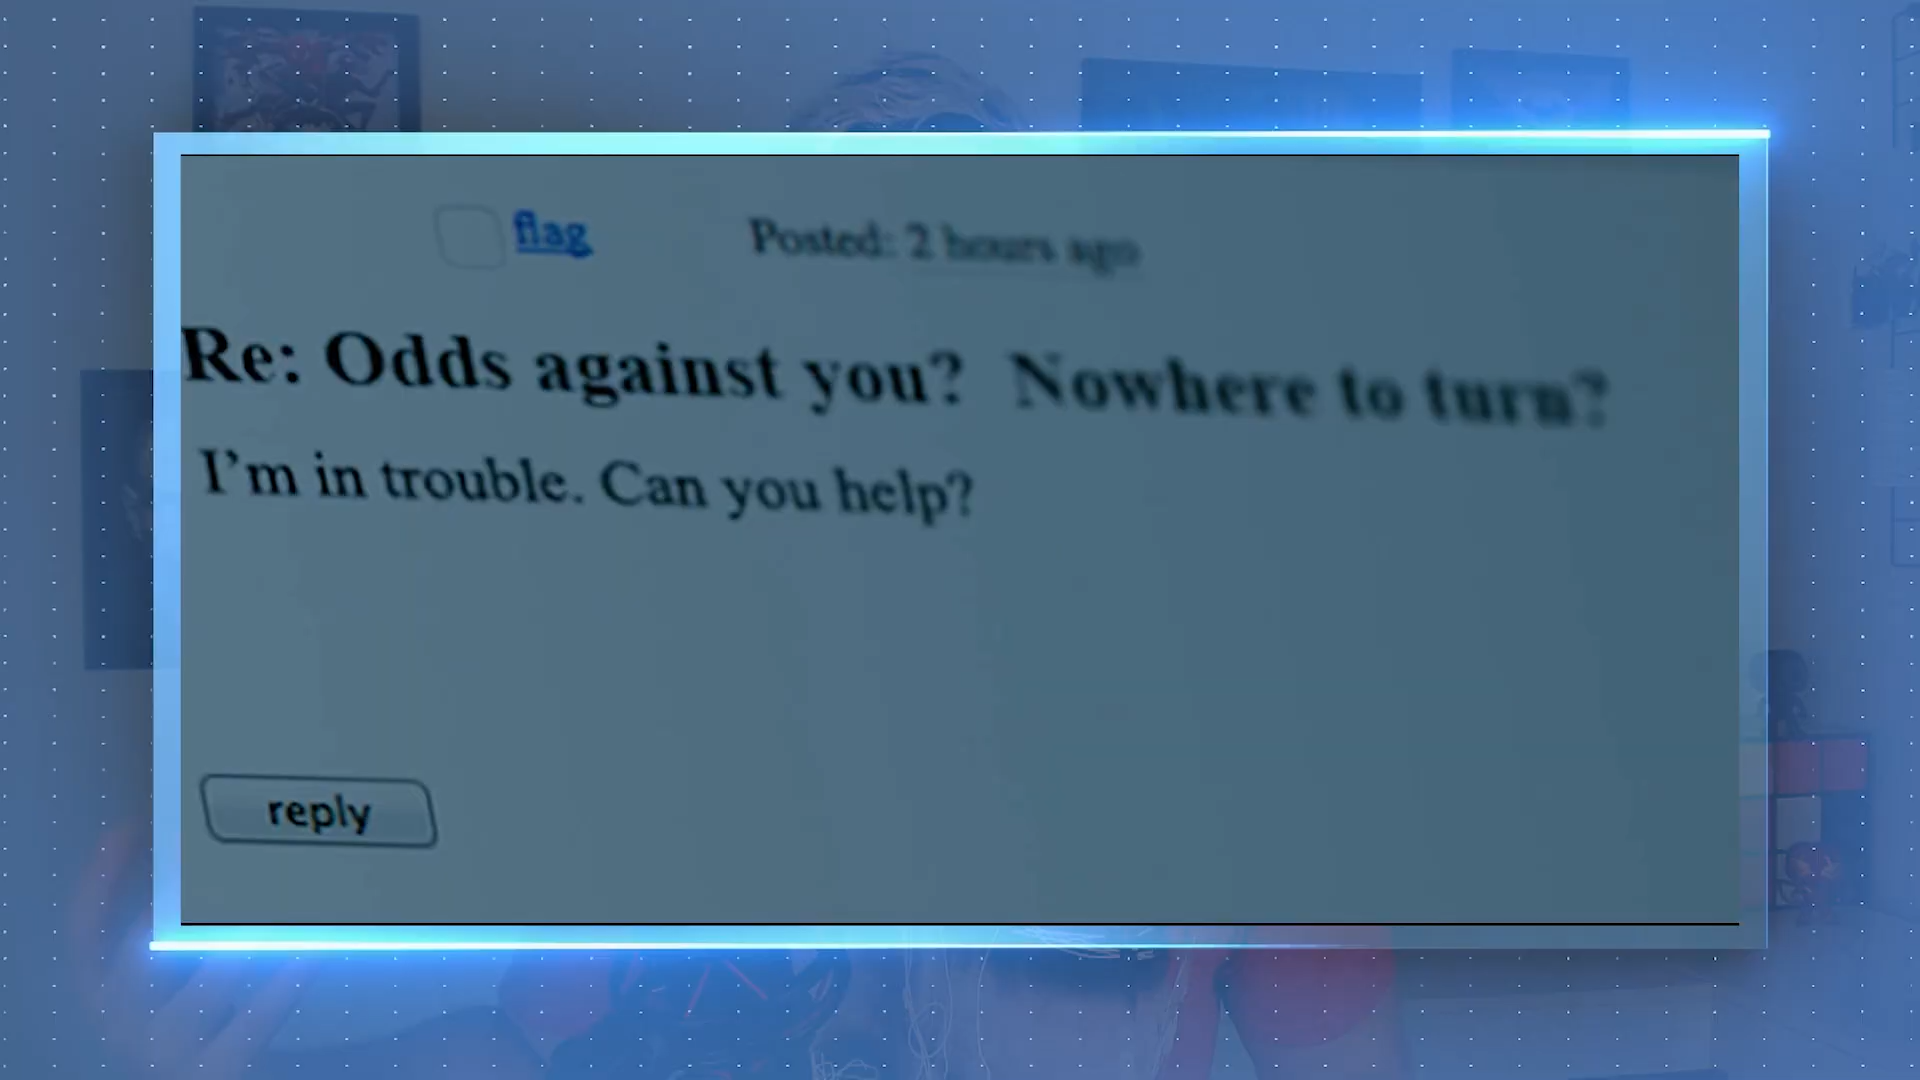 flag Posted: 2 hours ago
Re: Odds against you? Nowhere to turn?
I'm in trouble. Can you help?
reply